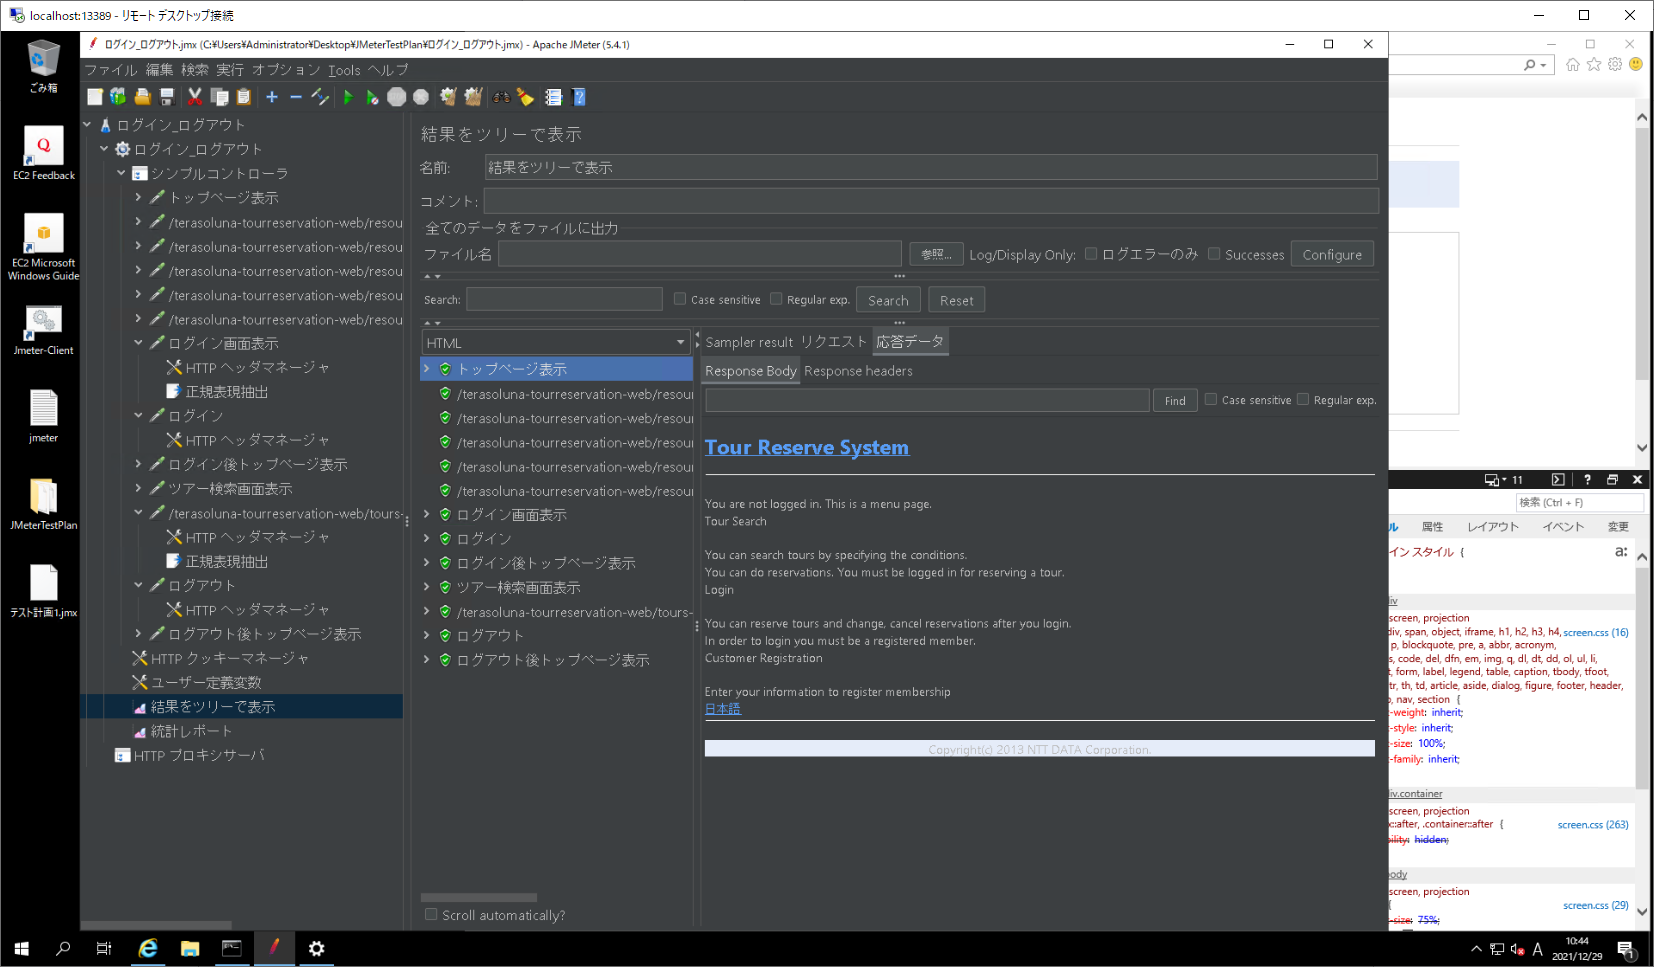 localhost:13389 - リモート デスクトップ接続
ログイン_ログアウト.jmx (C:¥Users¥Administrator¥Desktop¥JMeterTestPlan¥ログイン_ログアウト.jmx) - Apache JMeter (5.4.1)
ファイル 編集 検索 実行 オプション Tools ヘルプ
ごみ箱
EC2 Feedback
EC2 Microsoft
Windows Guide
Jmeter-Client
jmeter
JMeterTestPlan
テスト計画1.jmx
ログイン_ログアウト
ログイン_ログアウト
シンプルコントローラ
トップページ表示
/terasoluna-tourreservation-web/resou
/terasoluna-tourreservation-web/resou
/terasoluna-tourreservation-web/resou
/terasoluna-tourreservation-web/resou
/terasoluna-tourreservation-web/resou
ログイン画面表示
HTTP ヘッダマネージャ
正規表現抽出
ログイン
HTTP ヘッダマネージャ
ログイン後トップページ表示
ツアー検索画面表示
/terasoluna-tourreservation-web/tours-
HTTP ヘッダマネージャ
正規表現抽出
ログアウト
HTTP ヘッダマネージャ
ログアウト後トップページ表示
HTTP クッキーマネージャ
ユーザー定義変数
結果をツリーで表示
統計レポート
HTTP プロキシサーバ
結果をツリーで表示
名前: 結果をツリーで表示
コメント:
全てのデータをファイルに出力
ファイル名 参照... Log/Display Only: ログエラーのみ Successes Configure
Search: Case sensitive Regular exp. Search Reset
HTML
トップページ表示
/terasoluna-tourreservation-web/resour
/terasoluna-tourreservation-web/resour
/terasoluna-tourreservation-web/resour
/terasoluna-tourreservation-web/resour
/terasoluna-tourreservation-web/resour
ログイン画面表示
ログイン
ログイン後トップページ表示
ツアー検索画面表示
/terasoluna-tourreservation-web/tours-
ログアウト
ログアウト後トップページ表示
Scroll automatically?
Sampler result リクエスト 応答データ
Response Body Response headers
Find Case sensitive Regular exp.
Tour Reserve System
You are not logged in. This is a menu page.
Tour Search
You can search tours by specifying the conditions.
You can do reservations. You must be logged in for reserving a tour.
Login
You can reserve tours and change, cancel reservations after you login.
In order to login you must be a registered member.
Customer Registration
Enter your information to register membership
日本語
Copyright(c) 2013 NTT DATA Corporation.
11
検索 (Ctrl + F)
ル 属性 レイアウト イベント 変更
イン スタイル {
a:
div
screen, projection
div, span, object, iframe, h1, h2, h3, h4, screen.css (16)
p, blockquote, pre, a, abbr, acronym,
s, code, del, dfn, em, img, q, dl, dt, dd, ol, ul, li,
t, form, label, legend, table, caption, tbody, tfoot,
tr, th, td, article, aside, dialog, figure, footer, header,
, nav, section {
t-weight: inherit;
t-style: inherit;
t-size: 100%;
t-family: inherit;
div.container
screen, projection
x::after, .container::after { screen.css (263)
bility: hidden;
body
screen, projection
{ screen.css (29)
t-size: 75%;
A
10:44
2021/12/29
1